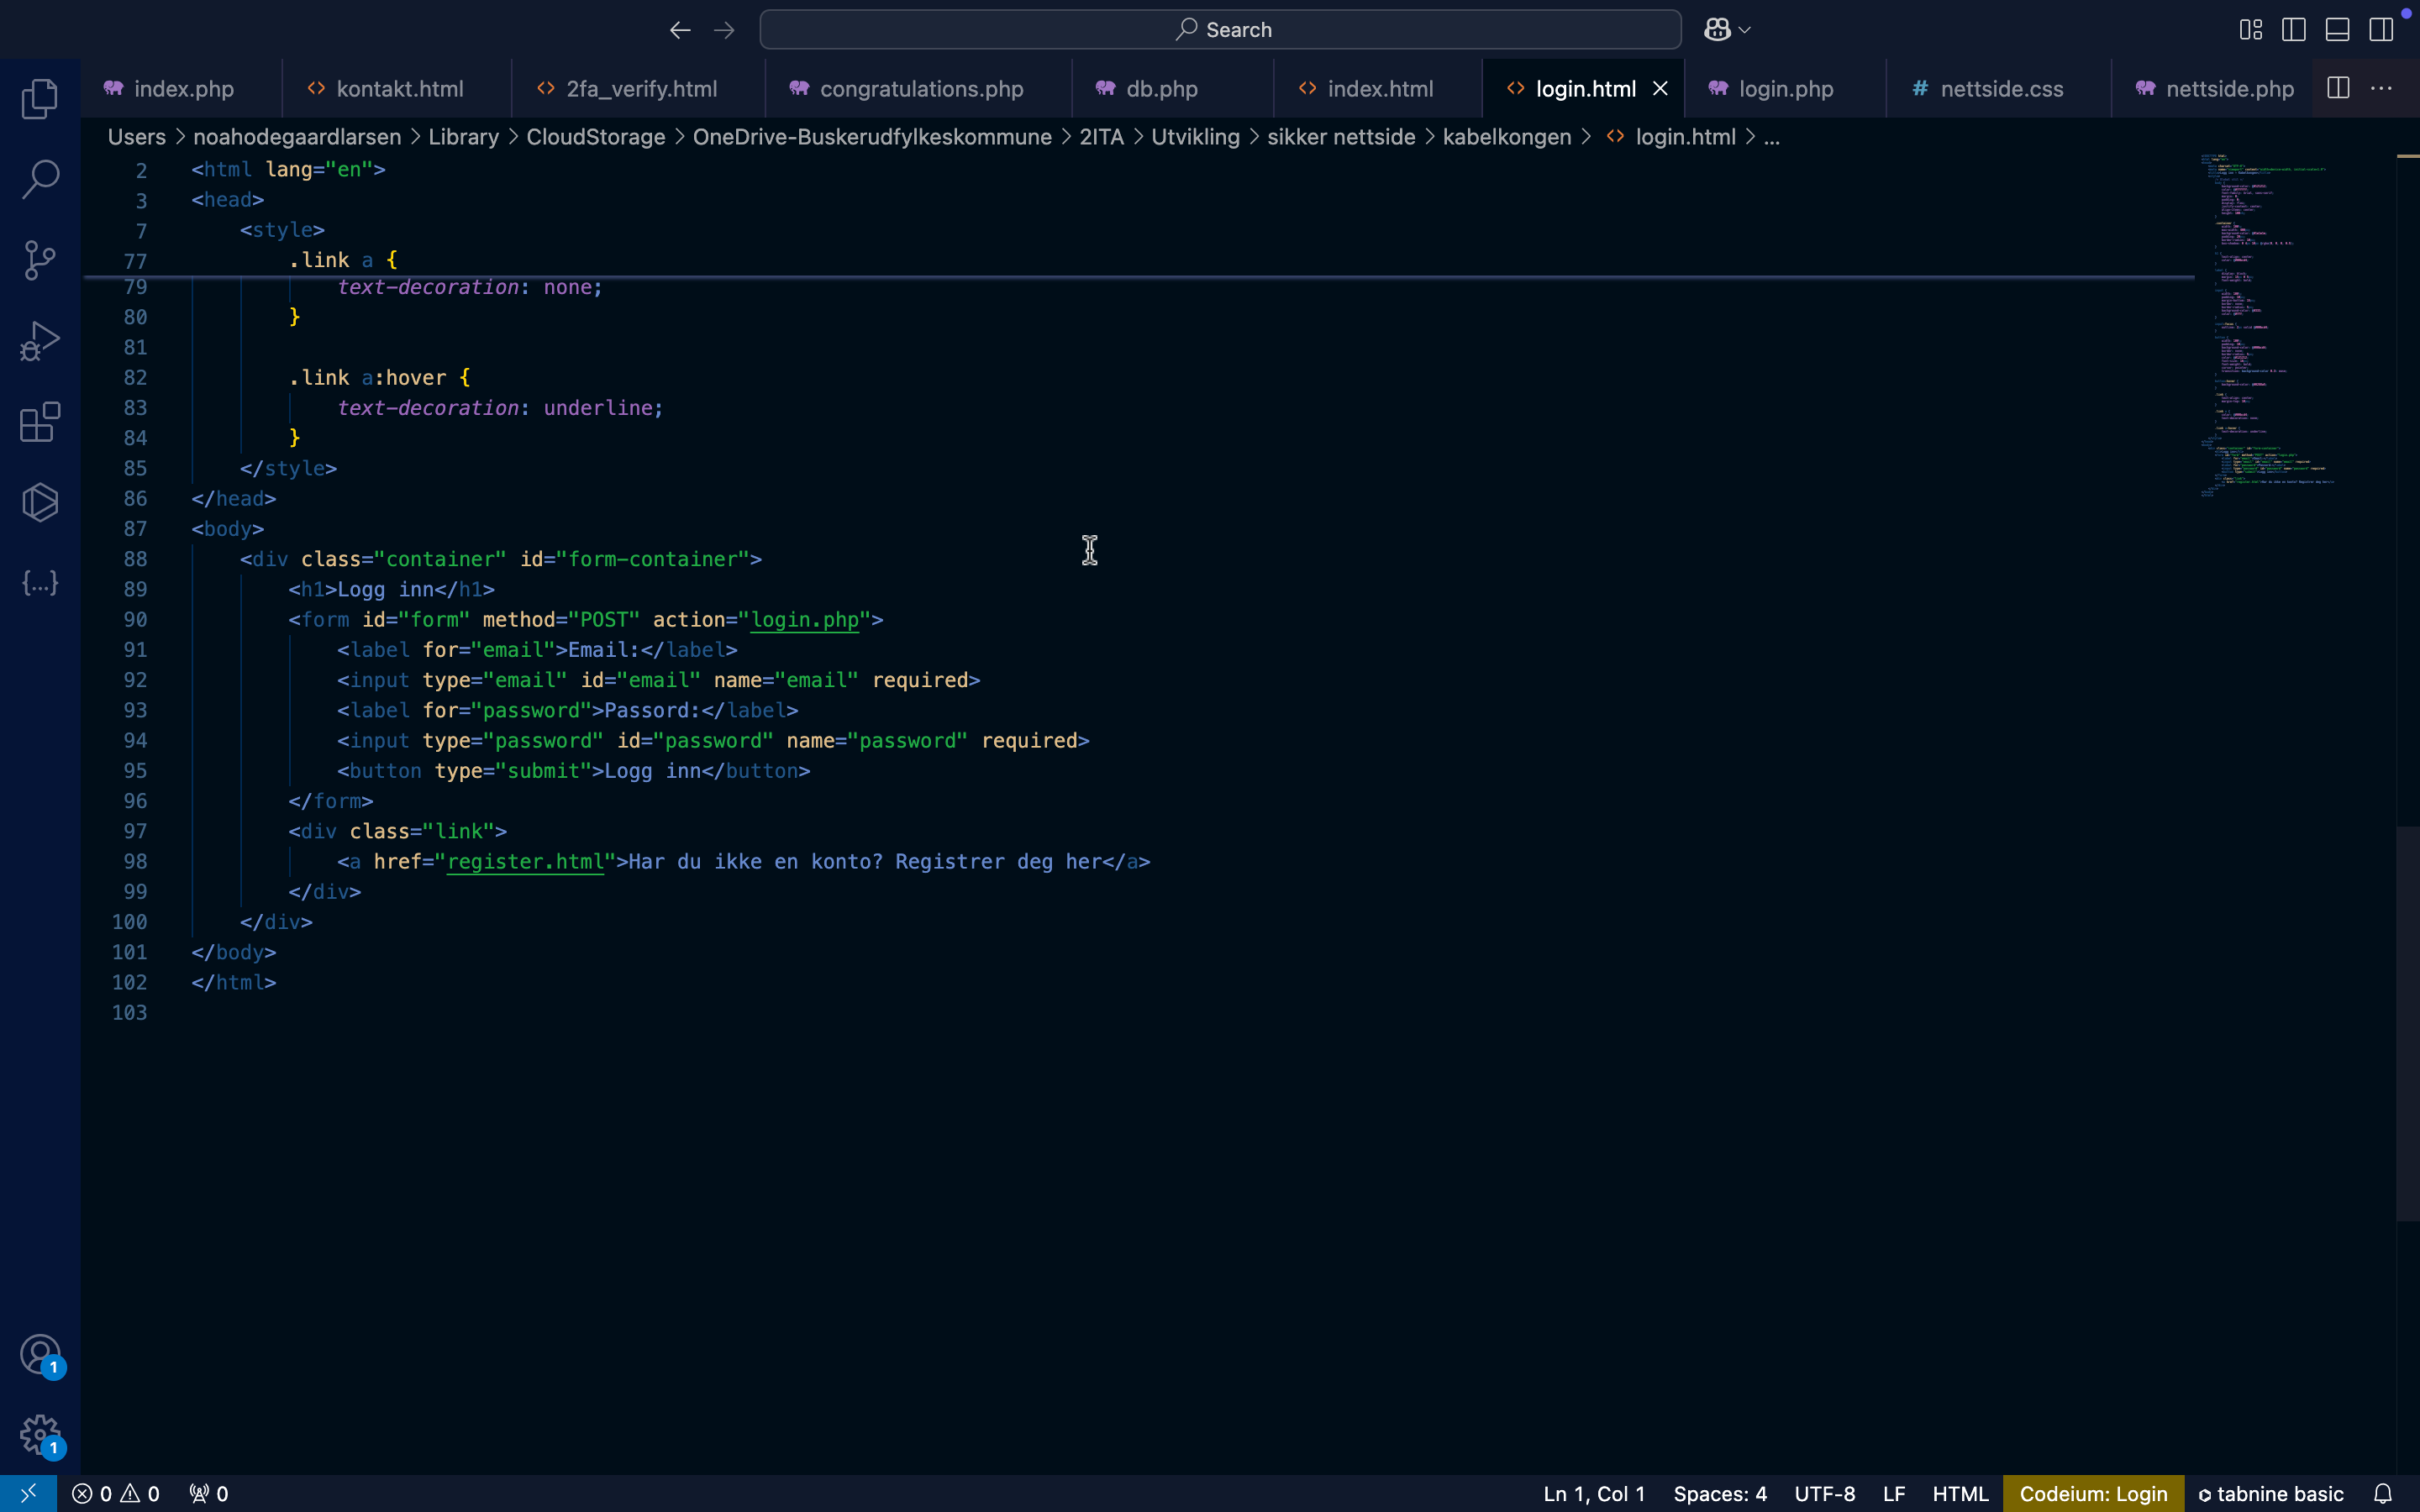 Search
index.php
kontakt.html
2fa_verify.html
congratulations.php
db.php
index.html
login.html
login.php
# nettside.css
nettside.php
Users > noahodegaardlarsen > Library > CloudStorage > OneDrive-Buskerudfylkeskommune > 2ITA > Utvikling > sikker nettside > kabelkongen > <> login.html > ...
2 <html lang="en">
3 <head>
7 <style>
77 .link a {
79 text-decoration: none;
80 }
81
82 .link a:hover {
83 text-decoration: underline;
84 }
85 </style>
86 </head>
87 <body>
88 <div class="container" id="form-container">
89 <h1>Logg inn</h1>
90 <form id="form" method="POST" action="login.php">
91 <label for="email">Email:</label>
92 <input type="email" id="email" name="email" required>
93 <label for="password">Passord:</label>
94 <input type="password" id="password" name="password" required>
95 <button type="submit">Logg inn</button>
96 </form>
97 <div class="link">
98 <a href="register.html">Har du ikke en konto? Registrer deg her</a>
99 </div>
100 </div>
101 </body>
102 </html>
103
1
1
0 0 0
Ln 1, Col 1
Spaces: 4
UTF-8
LF
HTML
Codeium: Login
tabnine basic